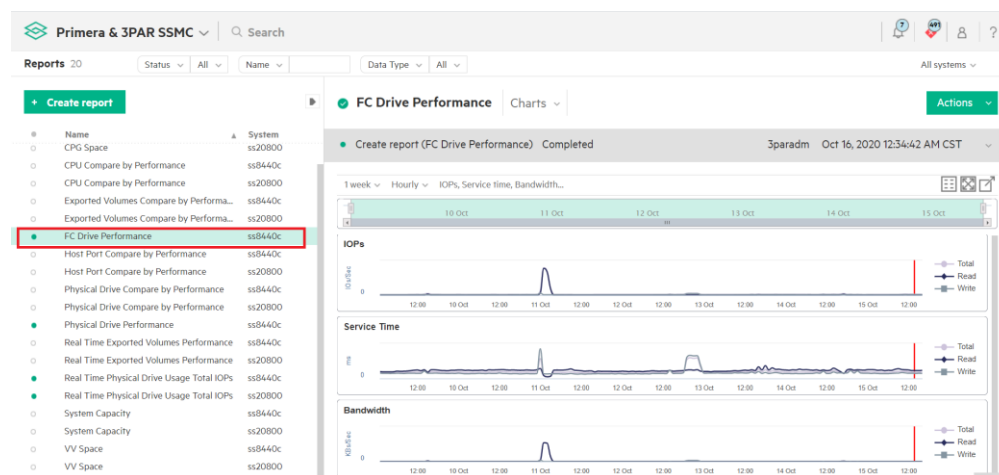 Primera & 3PAR SSMC Search 7 491 ?
Reports 20 Status All Name Data Type All All systems
+ Create report
Name System
CPG Space ss20800
CPU Compare by Performance ss8440c
CPU Compare by Performance ss20800
Exported Volumes Compare by Performa... ss8440c
Exported Volumes Compare by Performa... ss20800
FC Drive Performance ss8440c
Host Port Compare by Performance ss8440c
Host Port Compare by Performance ss20800
Physical Drive Compare by Performance ss8440c
Physical Drive Compare by Performance ss20800
Physical Drive Performance ss8440c
Real Time Exported Volumes Performance ss8440c
Real Time Exported Volumes Performance ss20800
Real Time Physical Drive Usage Total IOPs ss8440c
Real Time Physical Drive Usage Total IOPs ss20800
System Capacity ss8440c
System Capacity ss20800
VV Space ss8440c
VV Space ss20800
FC Drive Performance Charts Actions
Create report (FC Drive Performance) Completed 3paradm Oct 16, 2020 12:34:42 AM CST
1 week Hourly IOPs, Service time, Bandwidth...
10 Oct 11 Oct 12 Oct 13 Oct 14 Oct 15 Oct
IOPs
IOs/Sec
0
12:00 10 Oct 12:00 11 Oct 12:00 12 Oct 12:00 13 Oct 12:00 14 Oct 12:00 15 Oct 12:00
Total
Read
Write
Service Time
ms
0
12:00 10 Oct 12:00 11 Oct 12:00 12 Oct 12:00 13 Oct 12:00 14 Oct 12:00 15 Oct 12:00
Total
Read
Write
Bandwidth
KBs/Sec
0
12:00 10 Oct 12:00 11 Oct 12:00 12 Oct 12:00 13 Oct 12:00 14 Oct 12:00 15 Oct 12:00
Total
Read
Write